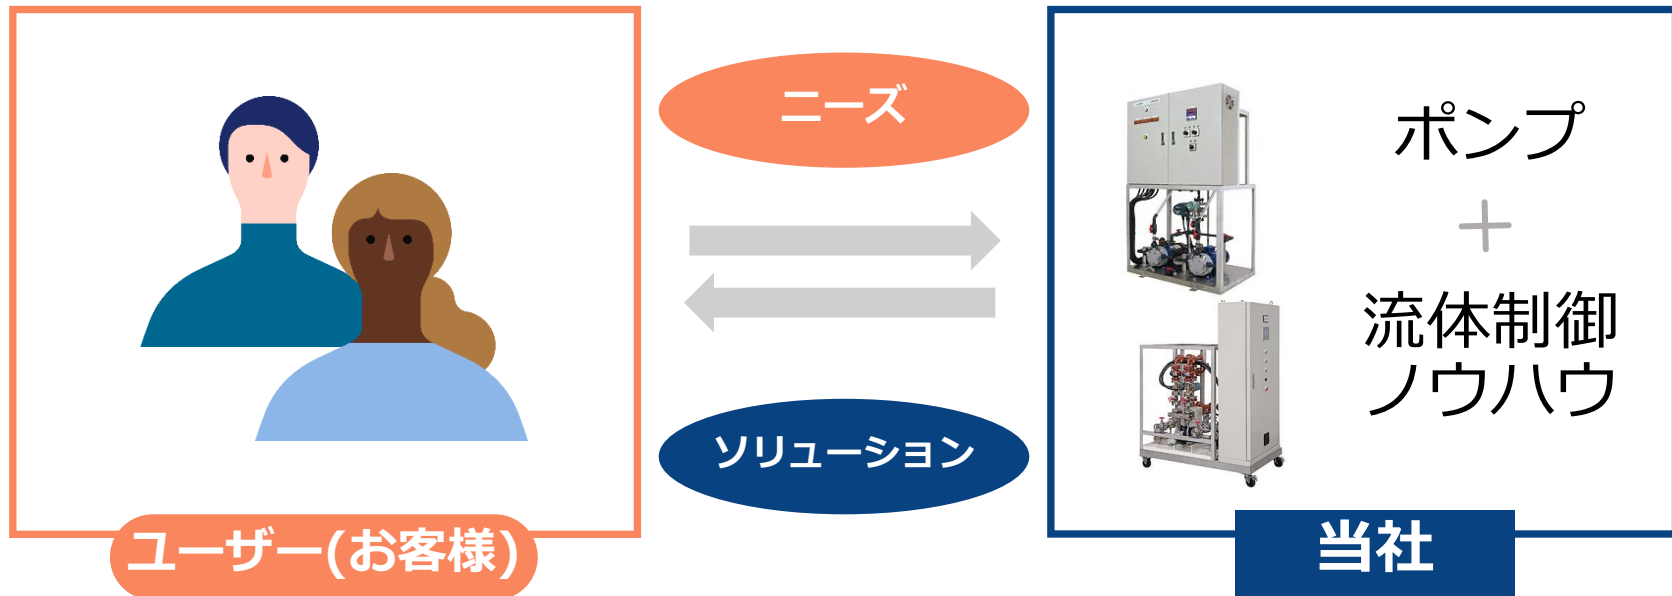 ニーズ
ポンプ
＋
流体制御
ノウハウ
ソリューション
ユーザー(お客様)
当社